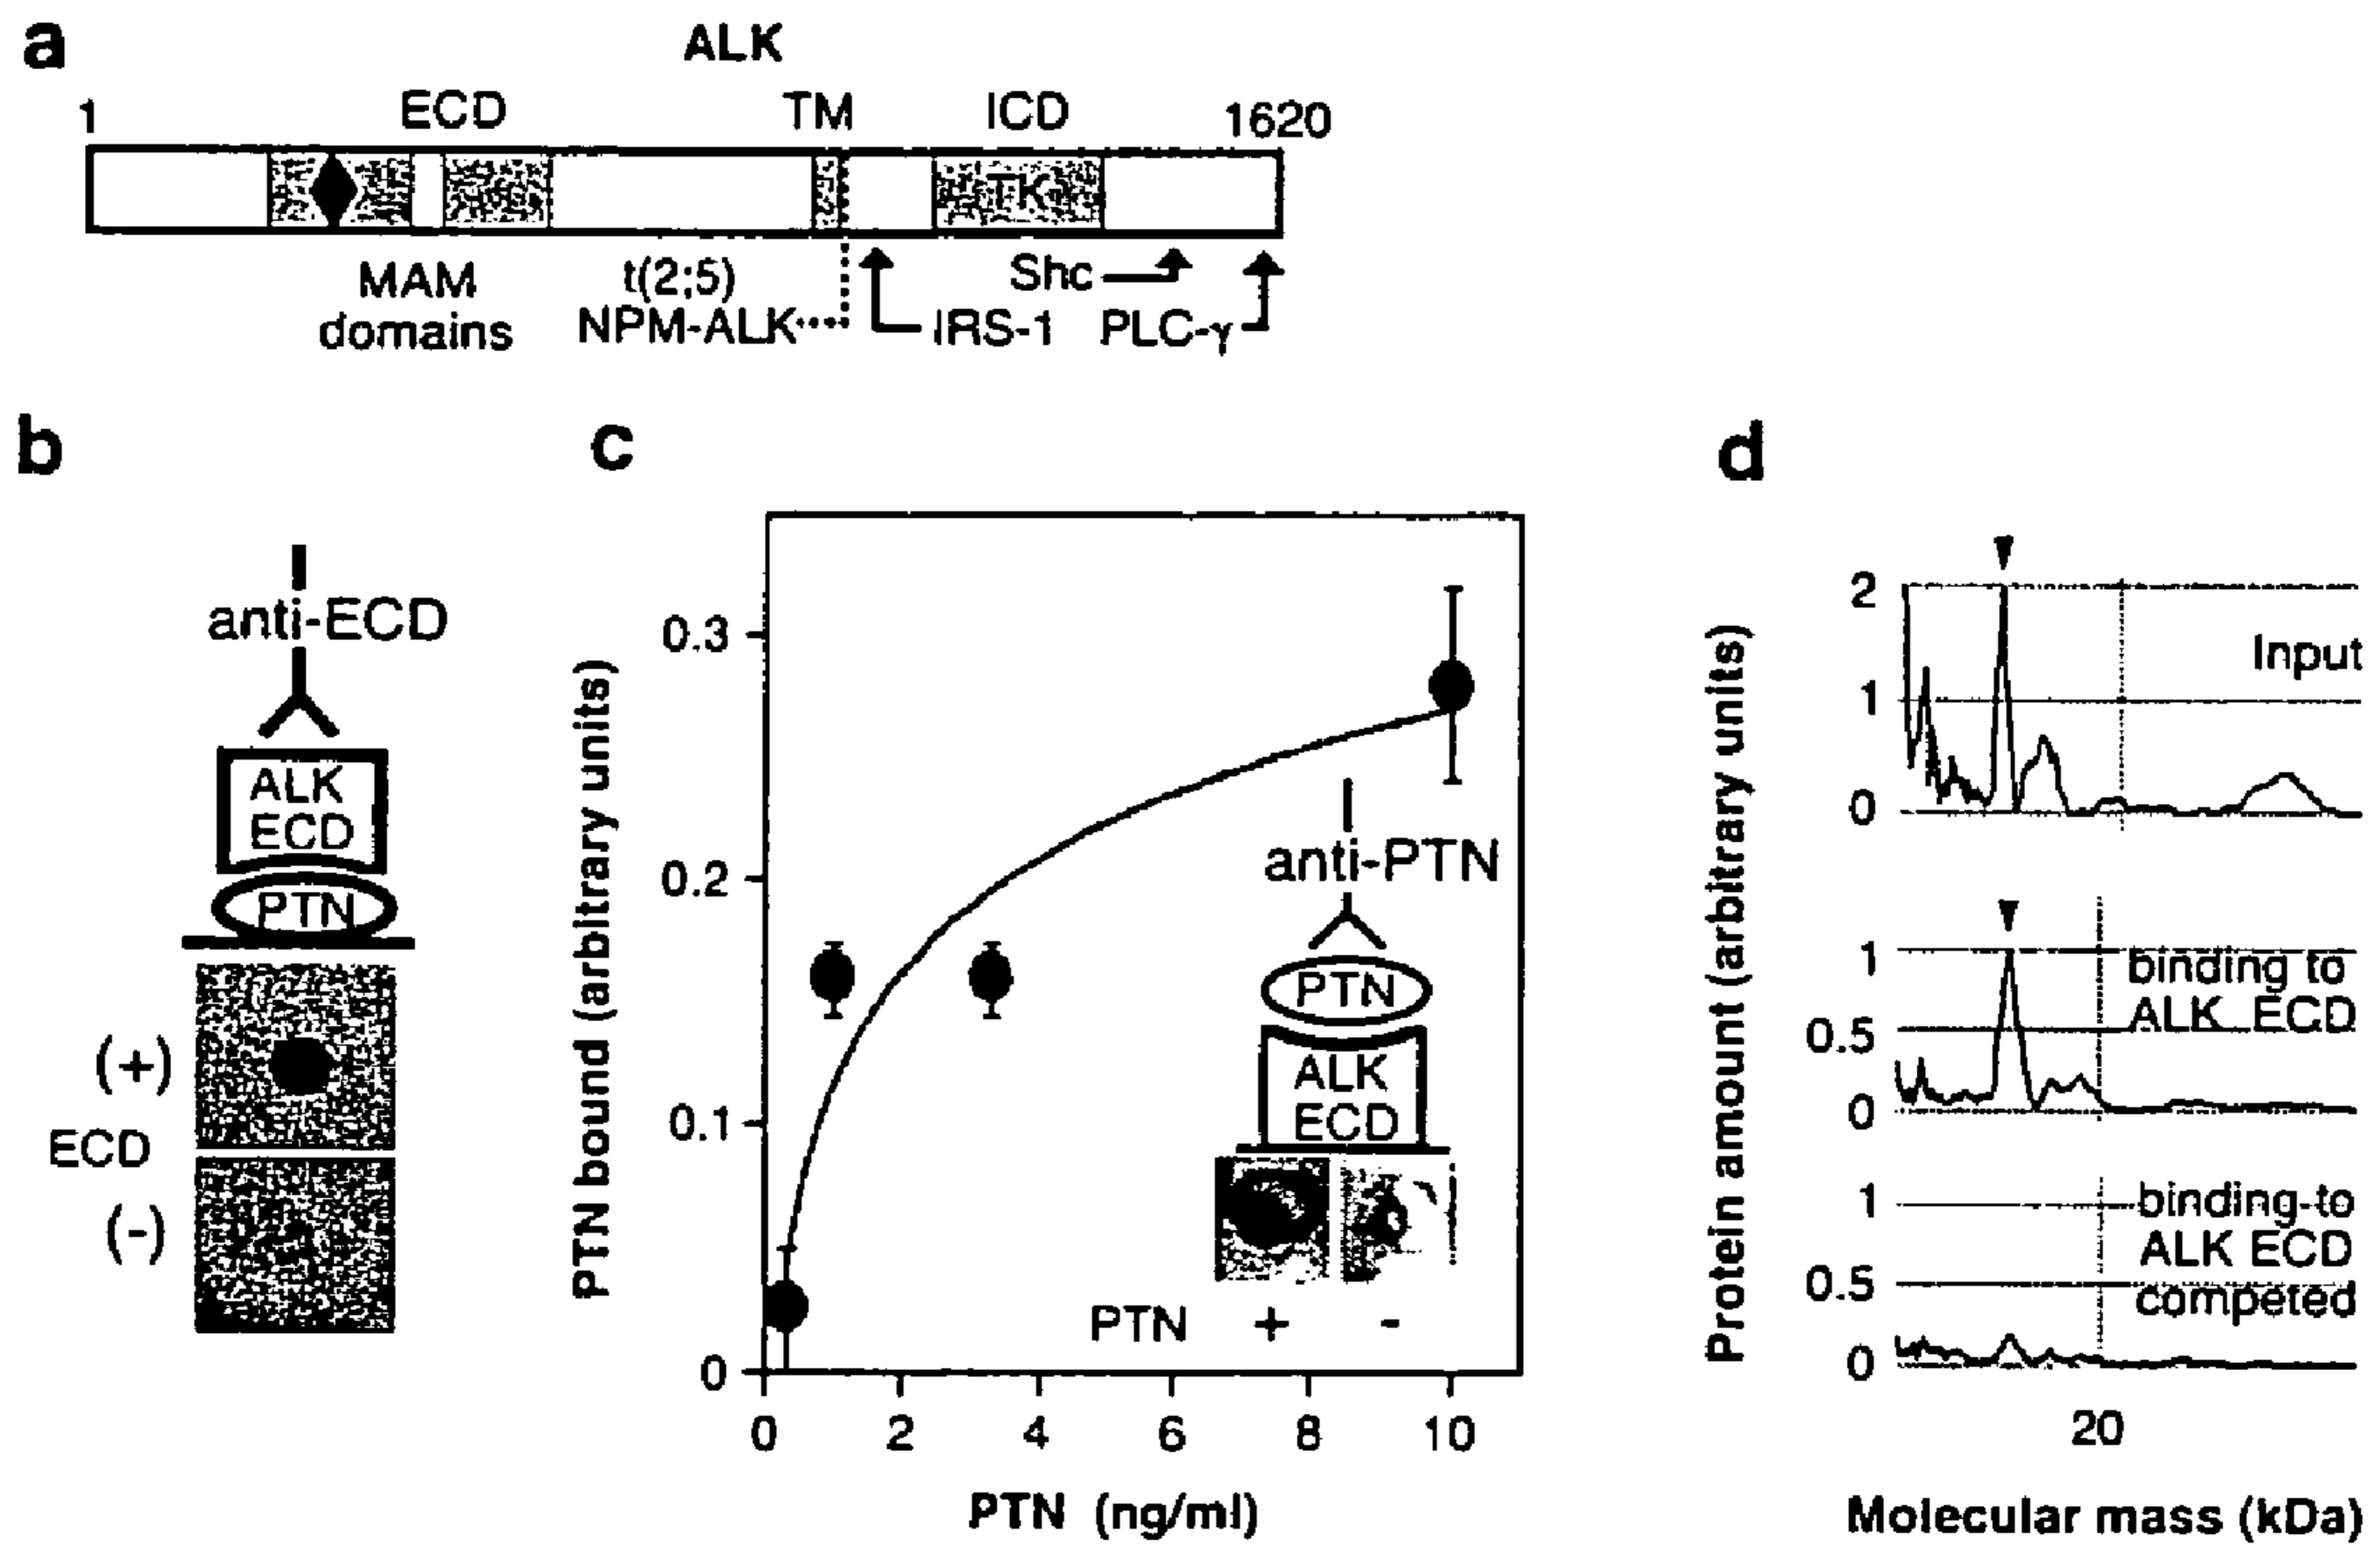 a
ALK
1 ECD TM ICD 1620
TK
MAM
domains
t(2;5)
NPM-ALK
IRS-1
Shc
PLC-γ
b
anti-ECD
ALK
ECD
PTN
(+)
ECD
(-)
c
PTN bound (arbitrary units)
0.3
0.2
0.1
0
0 2 4 6 8 10
PTN (ng/ml)
anti-PTN
PTN
ALK
ECD
PTN + -
d
Protein amount (arbitrary units)
2
1
0
Input
1
0.5
0
binding to
ALK ECD
1
0.5
0
binding to
ALK ECD
competed
20
Molecular mass (kDa)